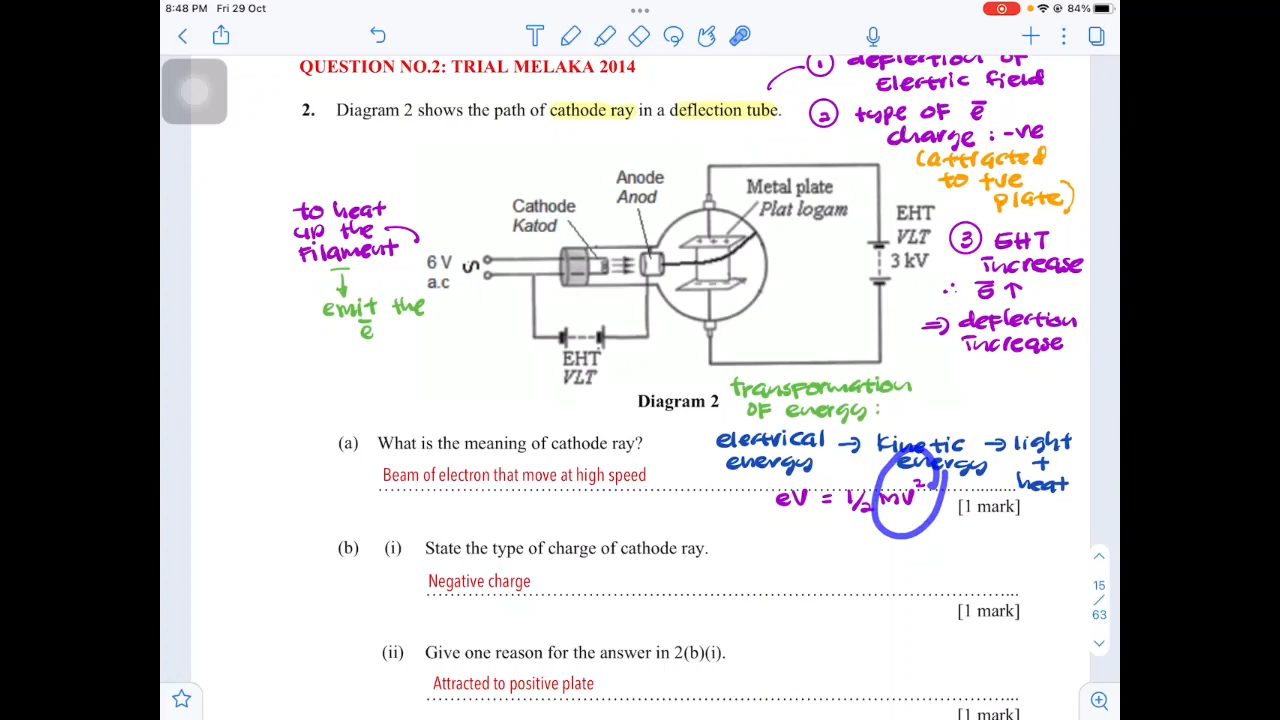 8:48 PM Fri 29 Oct
84%
QUESTION NO.2: TRIAL MELAKA 2014
2. Diagram 2 shows the path of cathode ray in a deflection tube.
① deflection of
Electric field
② type of ē
charge : -ve
(attracted
to +ve
plate)
③ EHT
increase
∴ ē ↑
⇒ deflection
increase
to heat
up the
filament
↓
emit the
ē
Cathode
Katod
Anode
Anod
Metal plate
Plat logam
+ + +
EHT
VLT
3 kV
6 V
a.c
EHT
VLT
Diagram 2
transformation
OF energy :
electrical → kinetic → light
energy energy +
heat
eV = 1/2 mv²
(a) What is the meaning of cathode ray?
Beam of electron that move at high speed
[1 mark]
(b) (i) State the type of charge of cathode ray.
Negative charge
[1 mark]
(ii) Give one reason for the answer in 2(b)(i).
Attracted to positive plate
[1 mark]
15
/
63